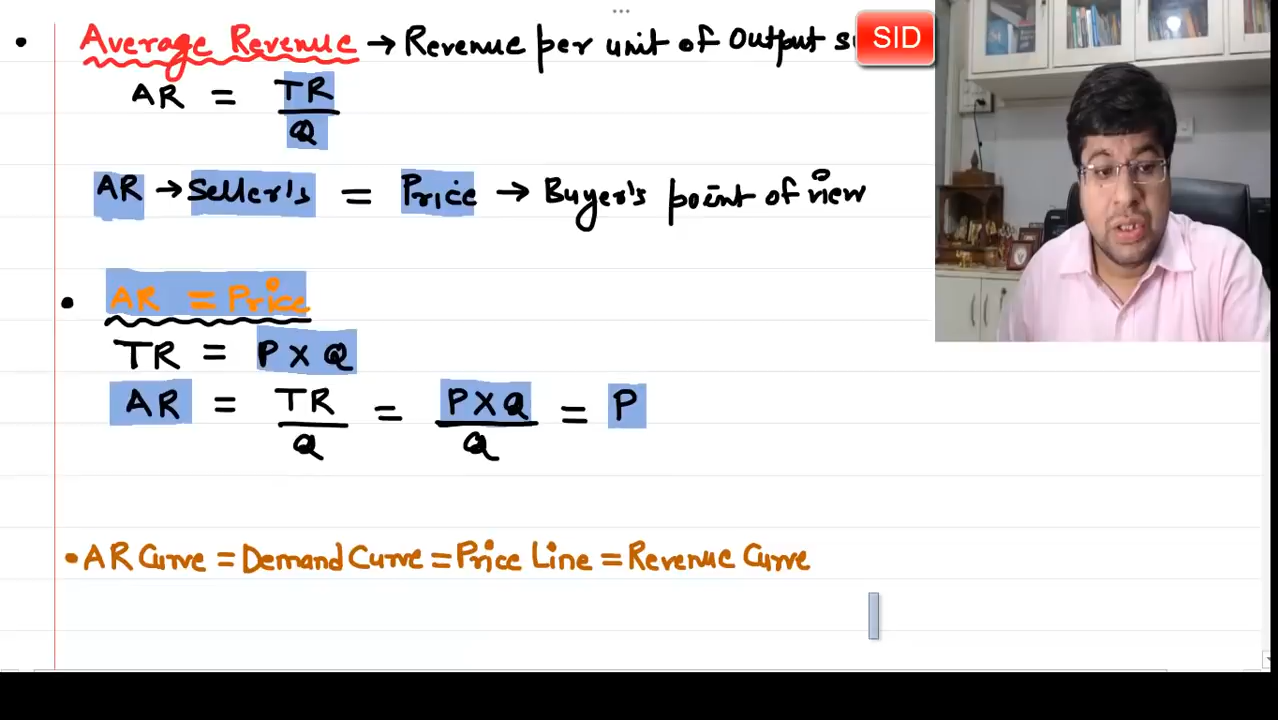 • Average Revenue → Revenue per unit of Output
SID
AR = TR/Q
AR → Seller's = Price → Buyer's point of view
• AR = Price
TR = P X Q
AR = TR/Q = P X Q/Q = P
• AR Curve = Demand Curve = Price Line = Revenue Curve